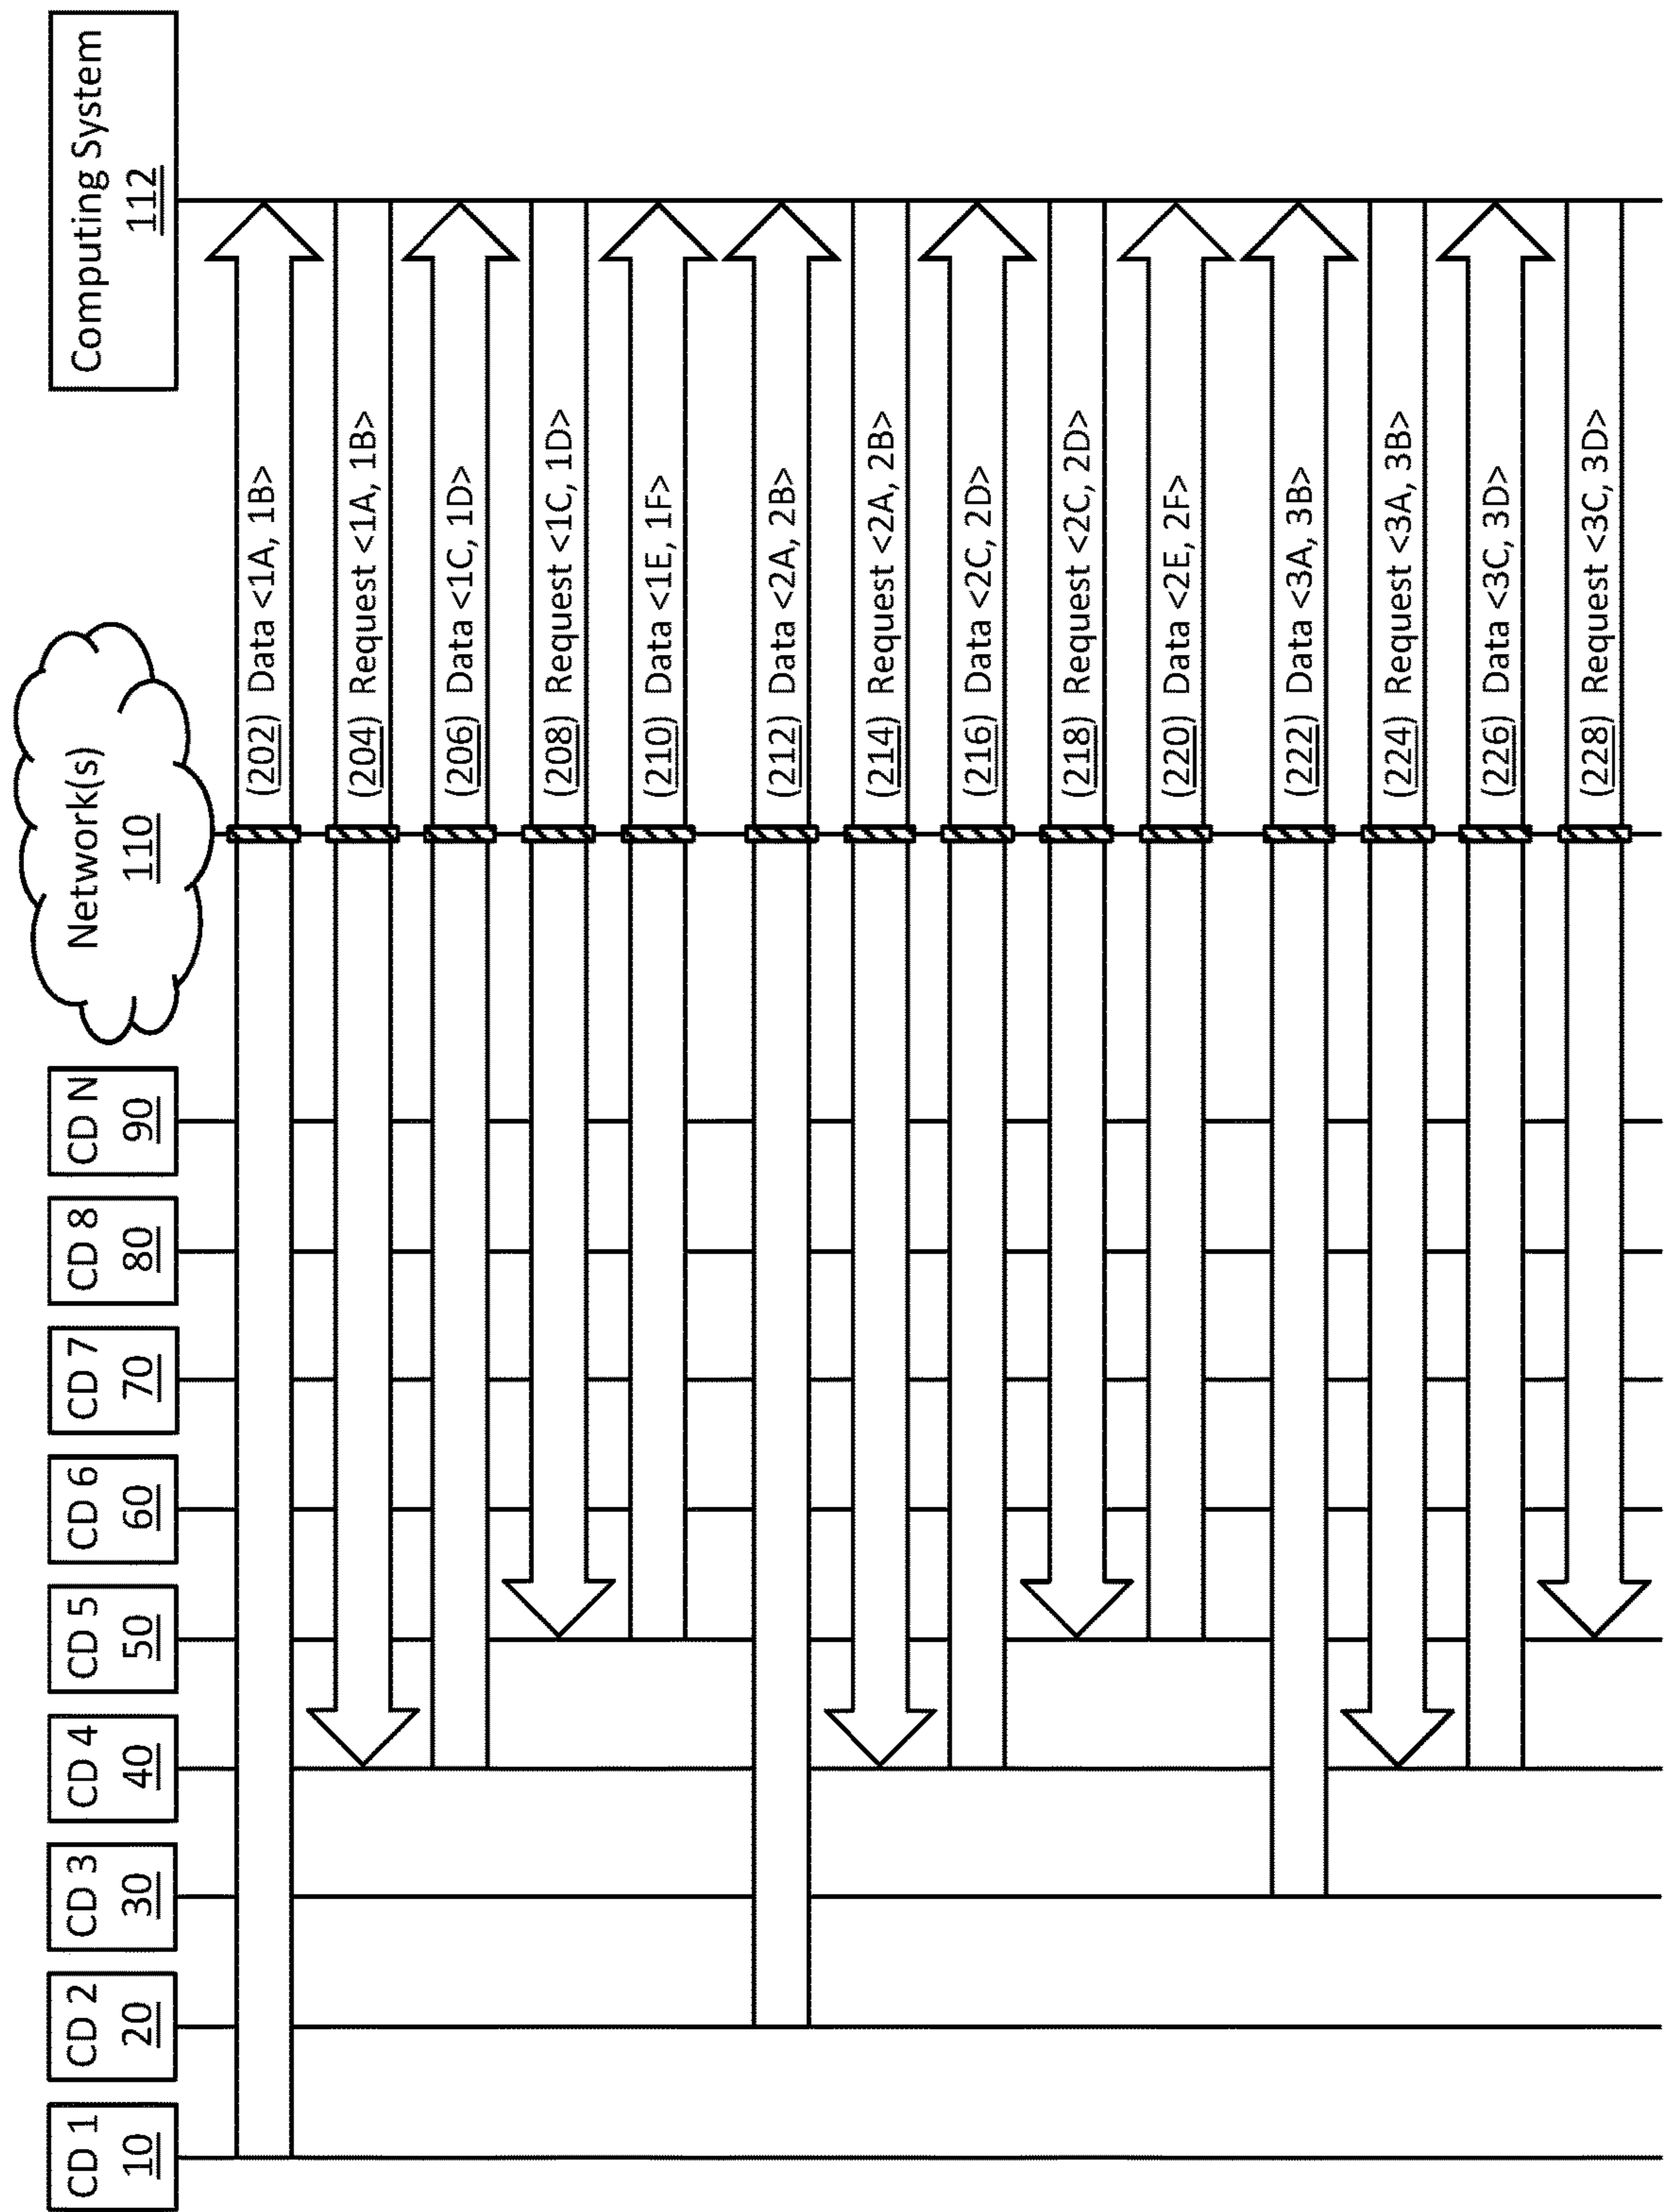 CD 1
10
CD 2
20
CD 3
30
CD 4
40
CD 5
50
CD 6
60
CD 7
70
CD 8
80
CD N
90
Network(s)
110
Computing System
112
(202) Data <1A, 1B>
(204) Request <1A, 1B>
(206) Data <1C, 1D>
(208) Request <1C, 1D>
(210) Data <1E, 1F>
(212) Data <2A, 2B>
(214) Request <2A, 2B>
(216) Data <2C, 2D>
(218) Request <2C, 2D>
(220) Data <2E, 2F>
(222) Data <3A, 3B>
(224) Request <3A, 3B>
(226) Data <3C, 3D>
(228) Request <3C, 3D>